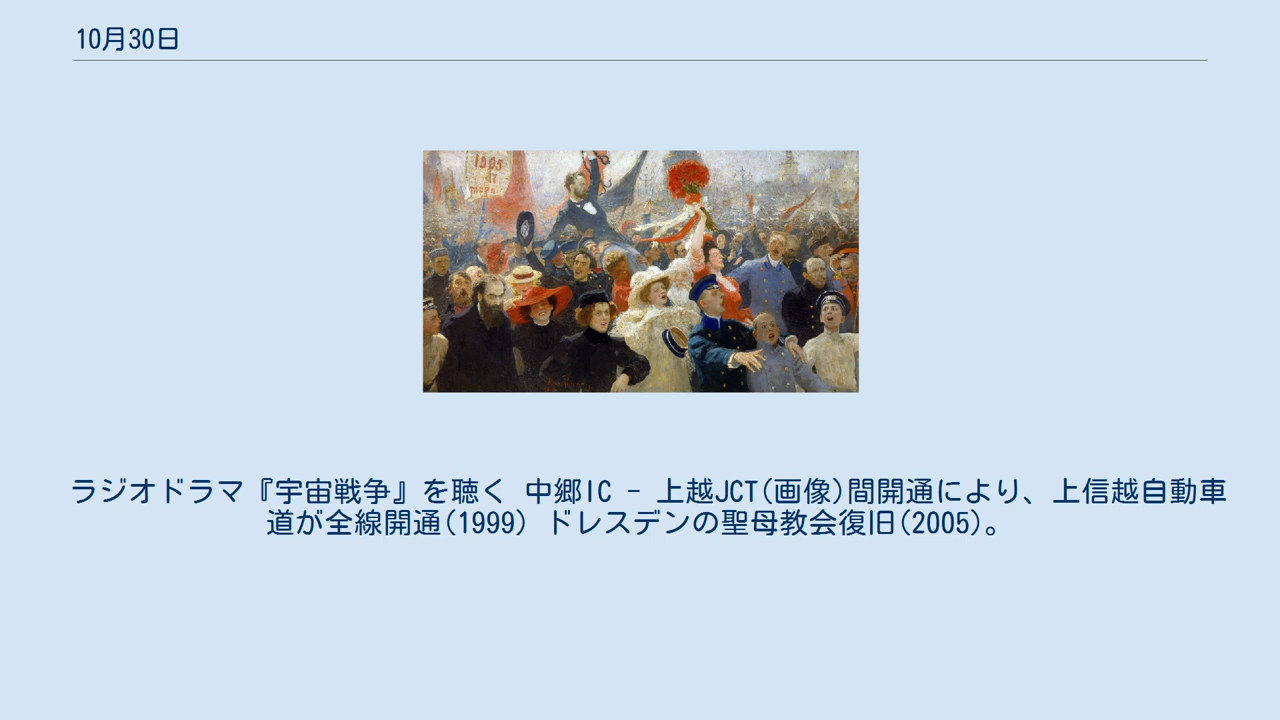 10月30日
1905
17
ラジオドラマ『宇宙戦争』を聴く 中郷IC - 上越JCT(画像)間開通により、上信越自動車
道が全線開通(1999) ドレスデンの聖母教会復旧(2005)。